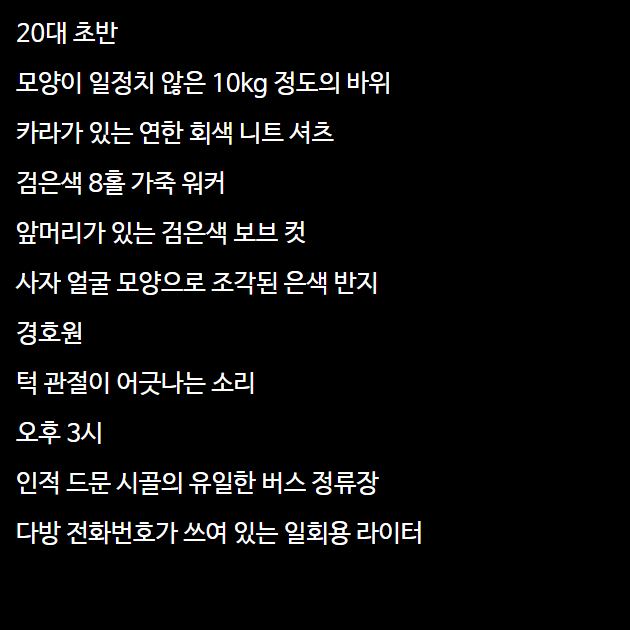 20대 초반
모양이 일정치 않은 10kg 정도의 바위
카라가 있는 연한 회색 니트 셔츠
검은색 8홀 가죽 워커
앞머리가 있는 검은색 보브 컷
사자 얼굴 모양으로 조각된 은색 반지
경호원
턱 관절이 어긋나는 소리
오후 3시
인적 드문 시골의 유일한 버스 정류장
다방 전화번호가 쓰여 있는 일회용 라이터